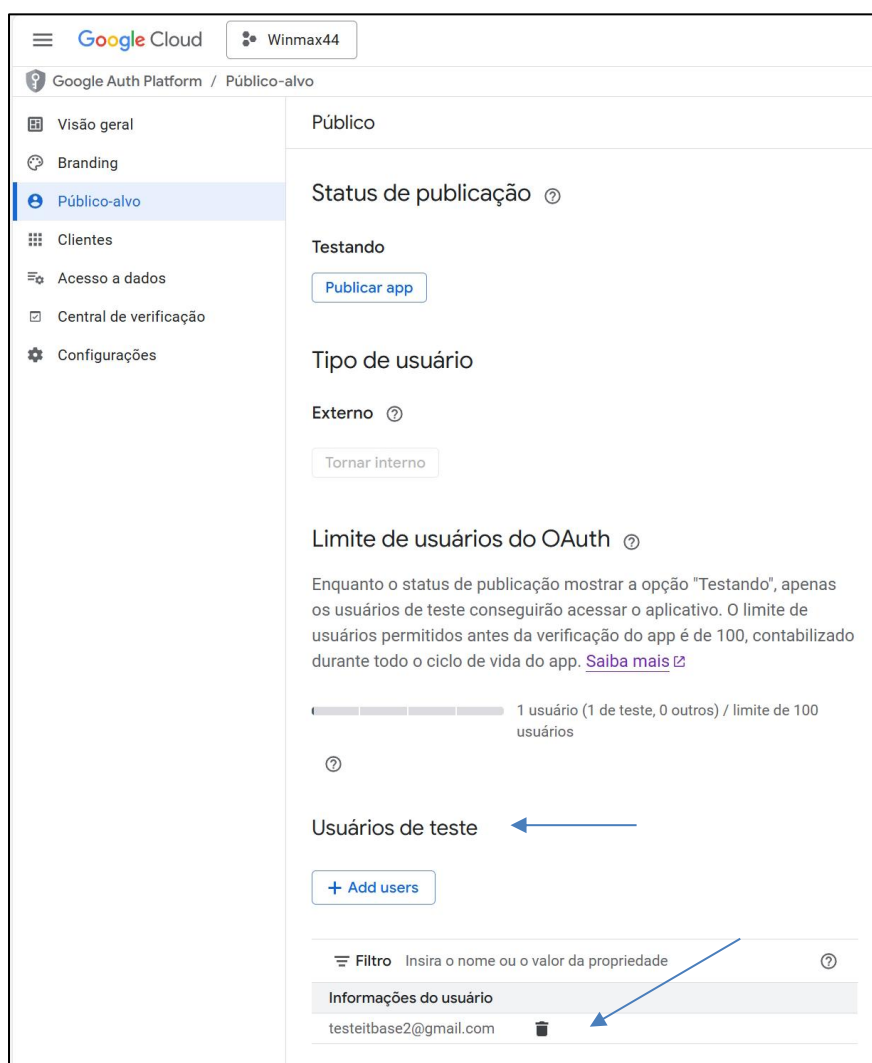 Google Cloud
Winmax44
Google Auth Platform / Público-alvo
Visão geral
Branding
Público-alvo
Clientes
Acesso a dados
Central de verificação
Configurações
Público
Status de publicação
Testando
Publicar app
Tipo de usuário
Externo
Tornar interno
Limite de usuários do OAuth
Enquanto o status de publicação mostrar a opção "Testando", apenas
os usuários de teste conseguirão acessar o aplicativo. O limite de
usuários permitidos antes da verificação do app é de 100, contabilizado
durante todo o ciclo de vida do app. Saiba mais
1 usuário (1 de teste, 0 outros) / limite de 100
usuários
Usuários de teste
+ Add users
Filtro Insira o nome ou o valor da propriedade
Informações do usuário
testeitbase2@gmail.com